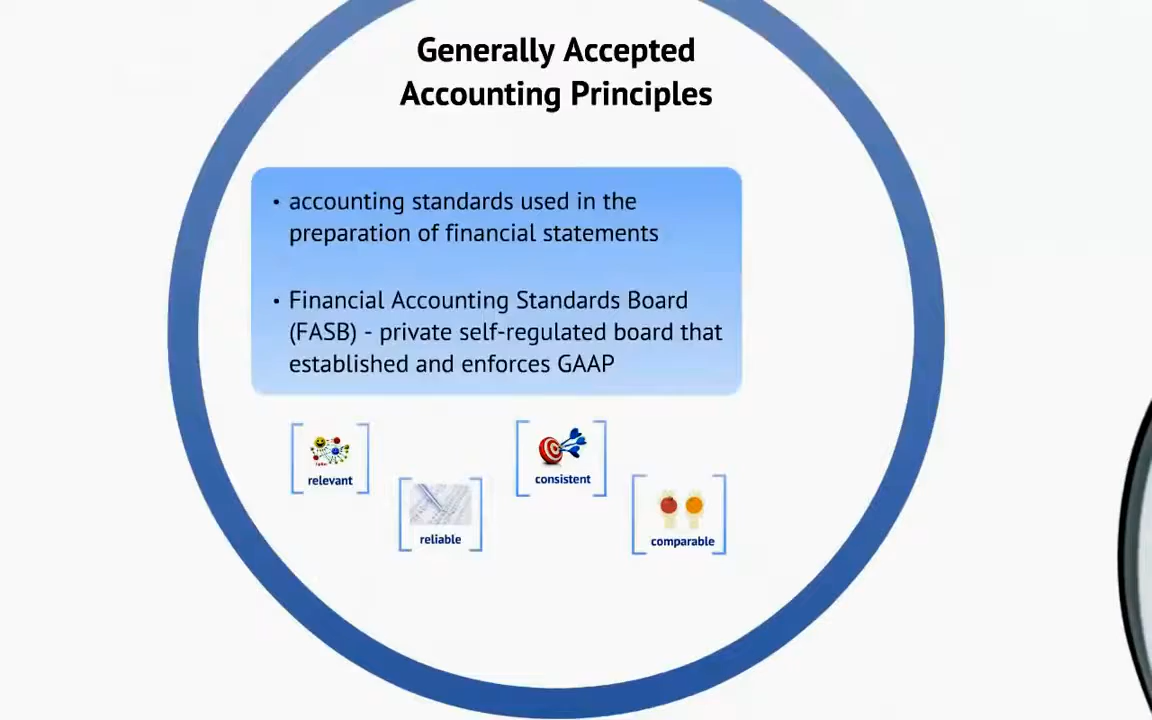 Generally Accepted
Accounting Principles
• accounting standards used in the
preparation of financial statements
• Financial Accounting Standards Board
(FASB) - private self-regulated board that
established and enforces GAAP
relevant
reliable
consistent
comparable